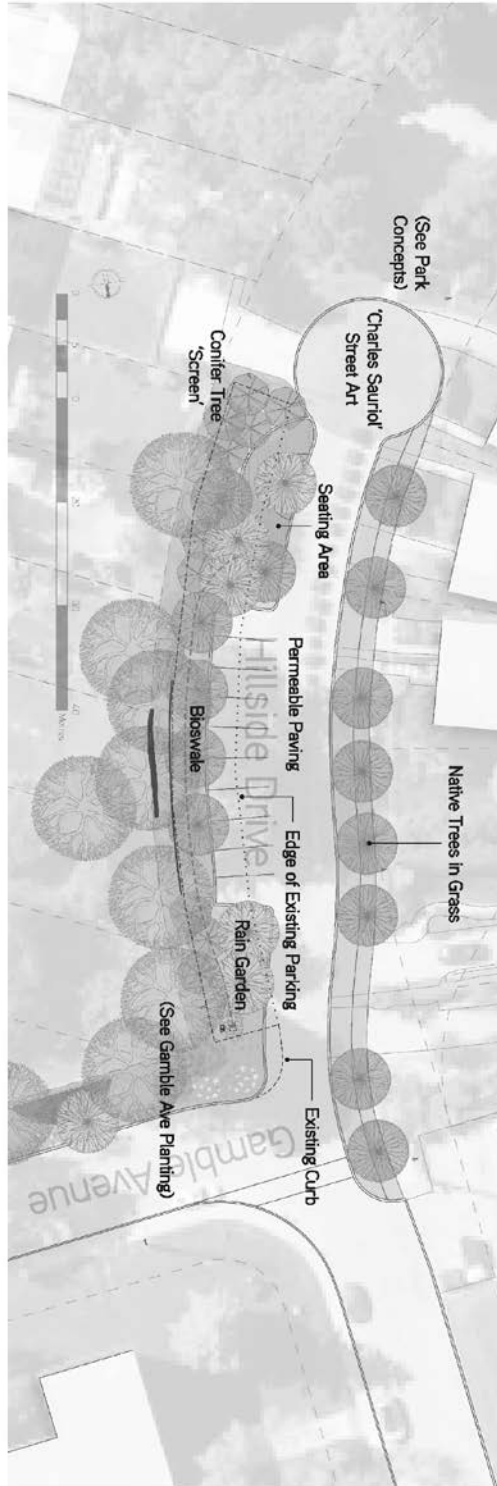 (See Park
Concepts)
'Charles Sauriol'
Street Art
Conifer Tree
'Screen'
Seating Area
Permeable Paving
Native Trees in Grass
Hillside Drive
Bioswale
Edge of Existing Parking
Rain Garden
Existing Curb
(See Gamble Ave Planting)
Gamble Avenue
40
Metres